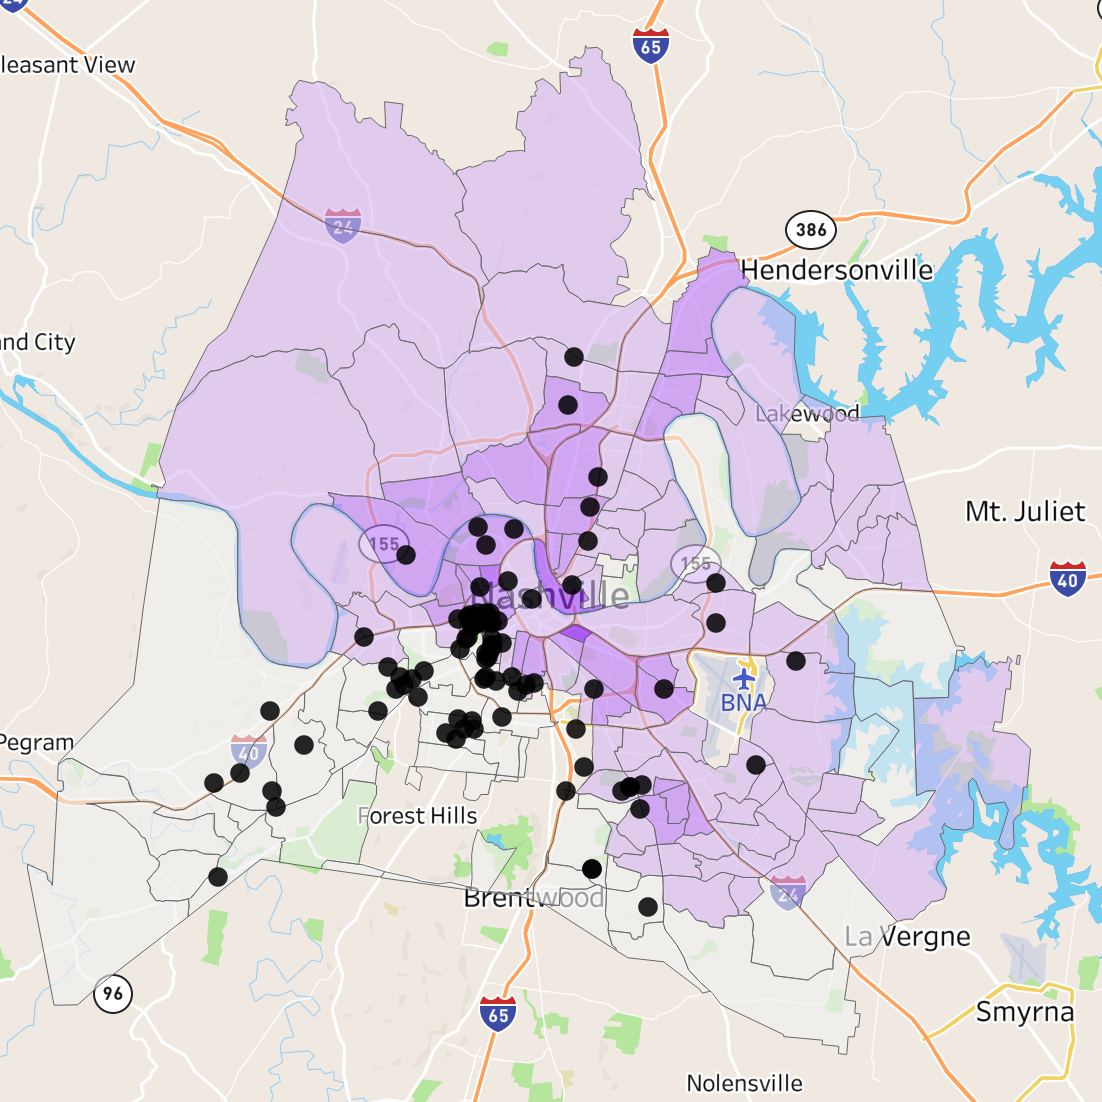 24
65
leasant View
24
386
Hendersonville
nd City
Lakewood
Mt. Juliet
155
155
40
Nashville
BNA
Pegram
40
Forest Hills
24
Brentwood
La Vergne
96
65
Smyrna
Nolensville